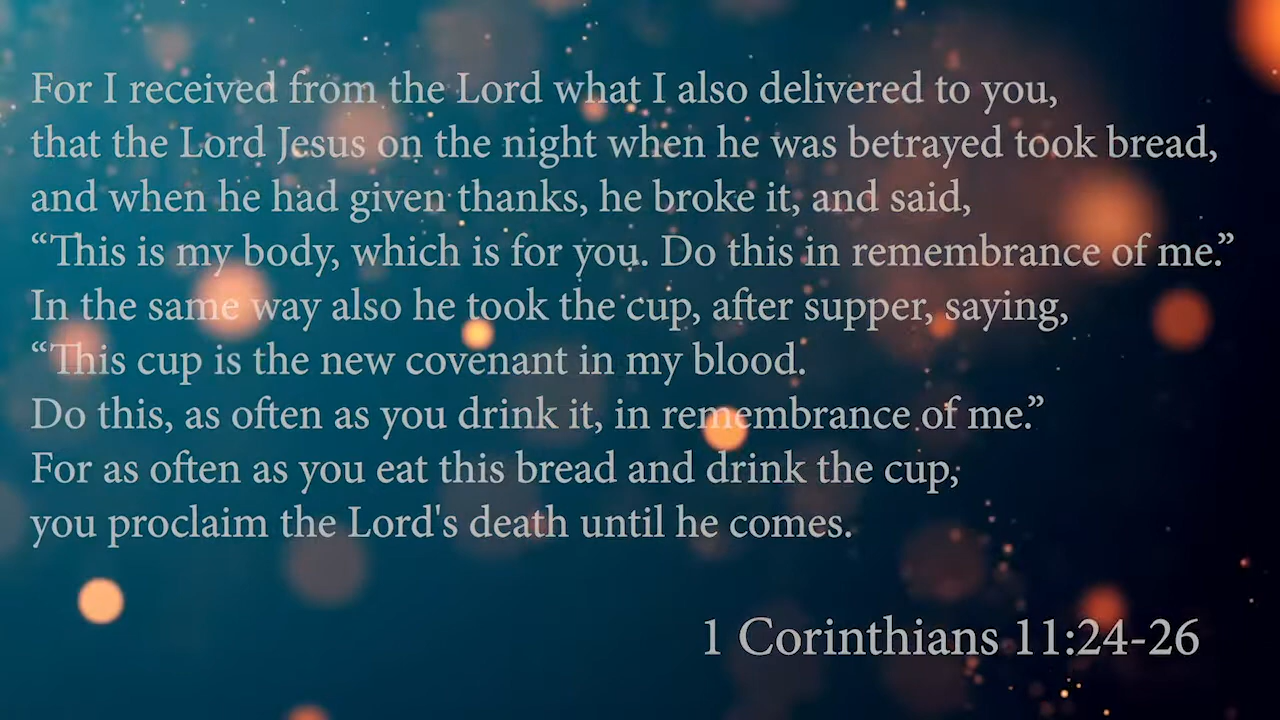 For I received from the Lord what I also delivered to you,
that the Lord Jesus on the night when he was betrayed took bread,
and when he had given thanks, he broke it, and said,
“This is my body, which is for you. Do this in remembrance of me.”
In the same way also he took the cup, after supper, saying,
“This cup is the new covenant in my blood.
Do this, as often as you drink it, in remembrance of me.”
For as often as you eat this bread and drink the cup,
you proclaim the Lord's death until he comes.
1 Corinthians 11:24-26